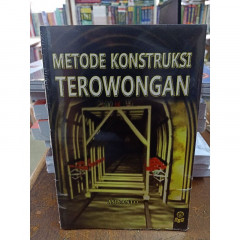 METODE KONSTRUKSI
TEROWONGAN